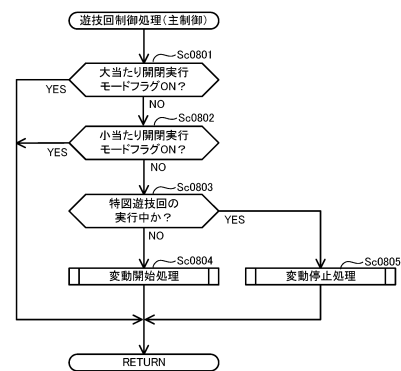 遊技回制御処理（主制御）
Sc0801
大当たり開閉実行
モードフラグON？
YES
NO
Sc0802
小当たり開閉実行
モードフラグON？
YES
NO
Sc0803
特図遊技回の
実行中か？
YES
NO
Sc0804
変動開始処理
Sc0805
変動停止処理
RETURN